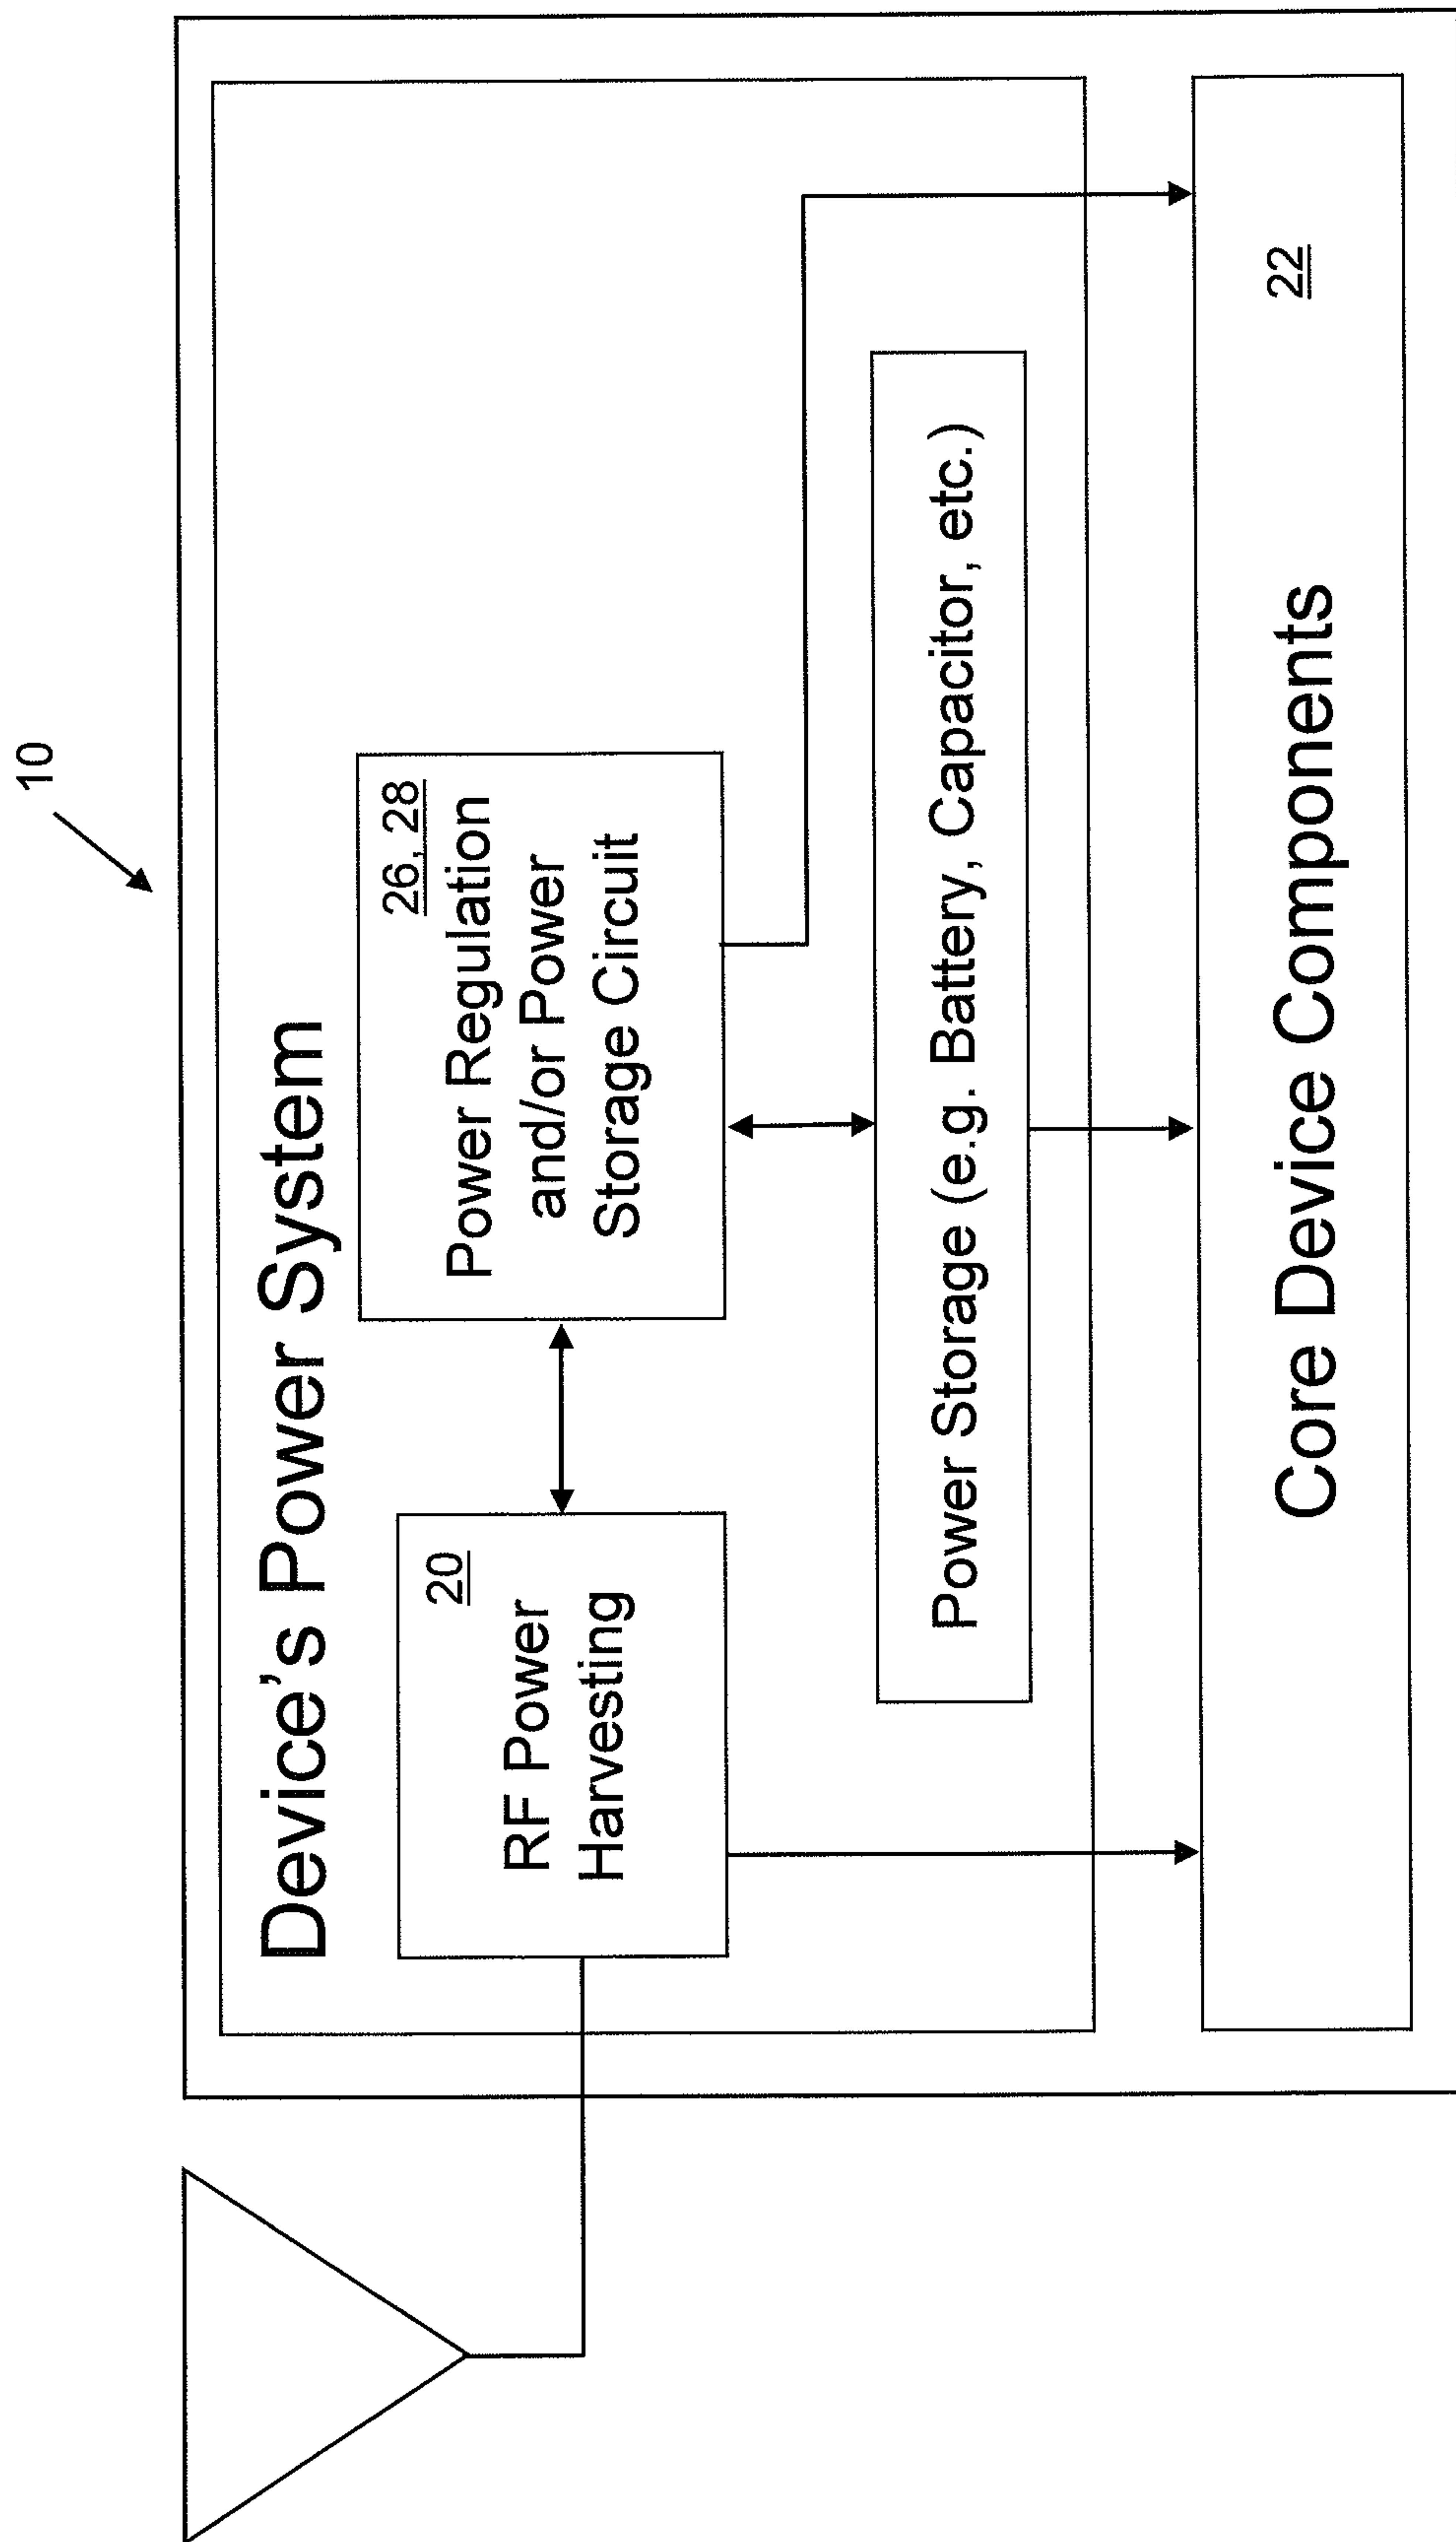 10
Device’s Power System
20
RF Power
Harvesting
26, 28
Power Regulation
and/or Power
Storage Circuit
Power Storage (e.g. Battery, Capacitor, etc.)
22
Core Device Components